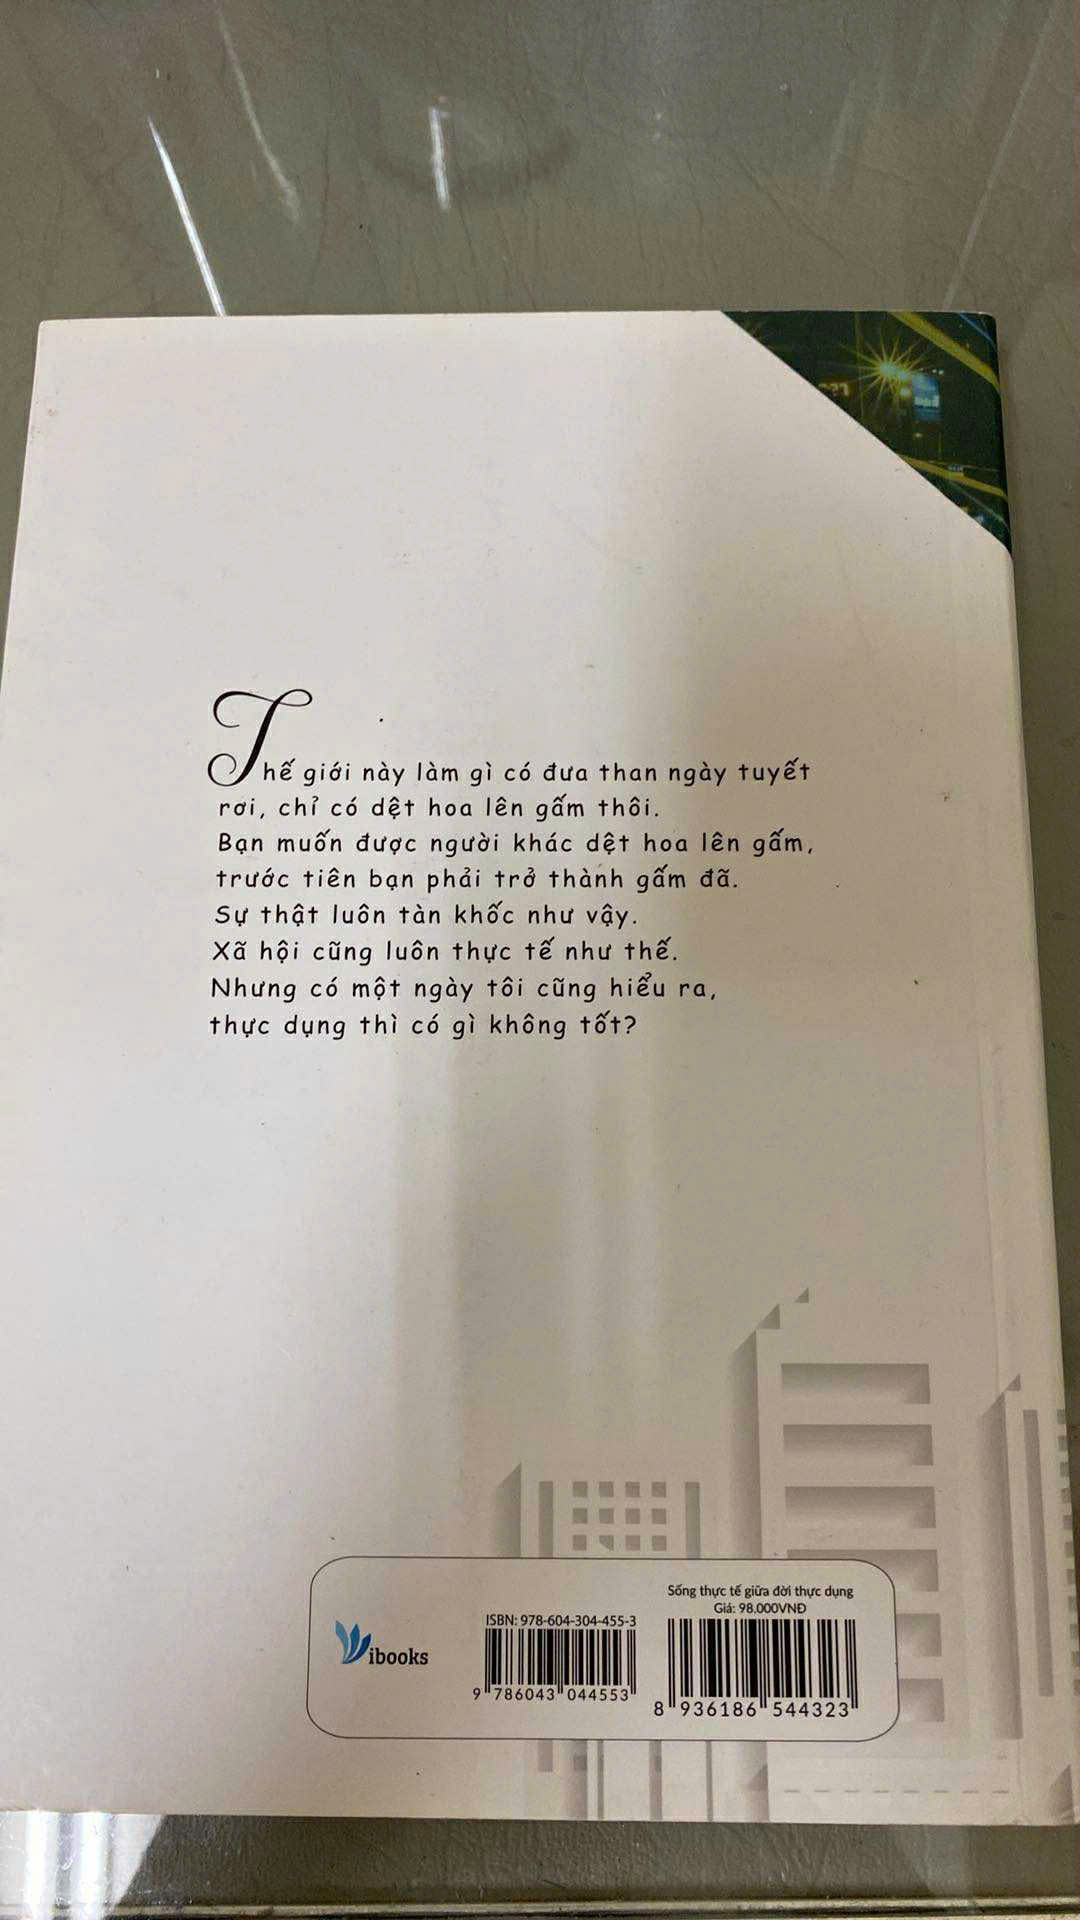 Thế giới này làm gì có đưa than ngày tuyết
rơi, chỉ có dệt hoa lên gấm thôi.
Bạn muốn được người khác dệt hoa lên gấm,
trước tiên bạn phải trở thành gấm đã.
Sự thật luôn tàn khốc như vậy.
Xã hội cũng luôn thực tế như thế.
Nhưng có một ngày tôi cũng hiểu ra,
thực dụng thì có gì không tốt?
Vibooks
ISBN: 978-604-304-455-3
9 786043 044553
Sống thực tế giữa đời thực dụng
Giá: 98.000VNĐ
8 936186 544323